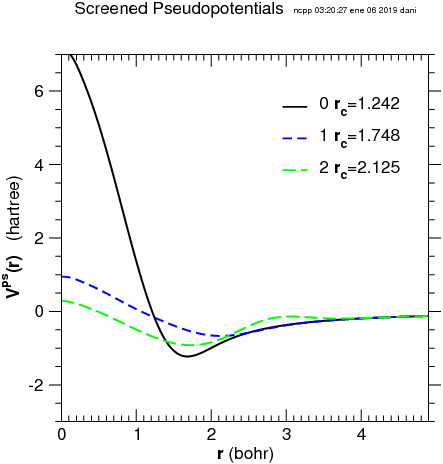 Screened Pseudopotentials ncpp 03:20:27 ene 06 2019 dani
0 rc=1.242
1 rc=1.748
2 rc=2.125
6
4
2
0
-2
V^ps(r) (hartree)
0 1 2 3 4
r (bohr)